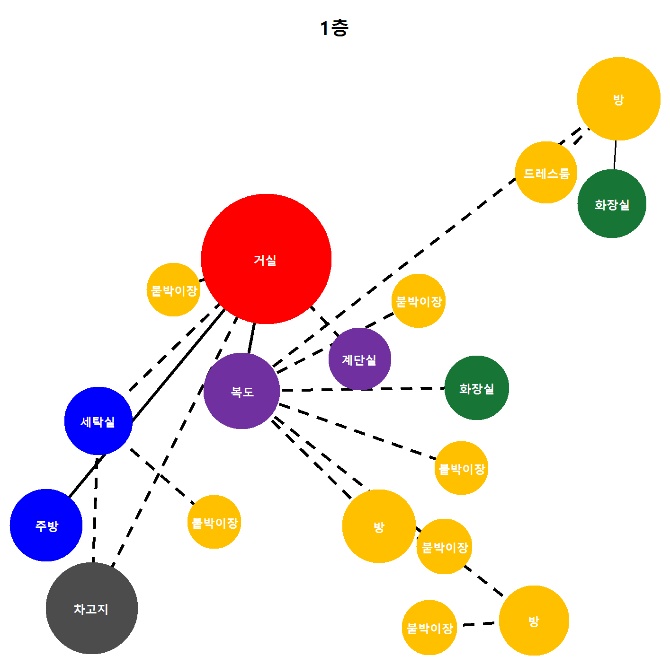 1층
방
드레스룸
화장실
거실
붙박이장
붙박이장
계단실
복도
화장실
세탁실
붙박이장
붙박이장
주방
방
붙박이장
차고지
붙박이장
방